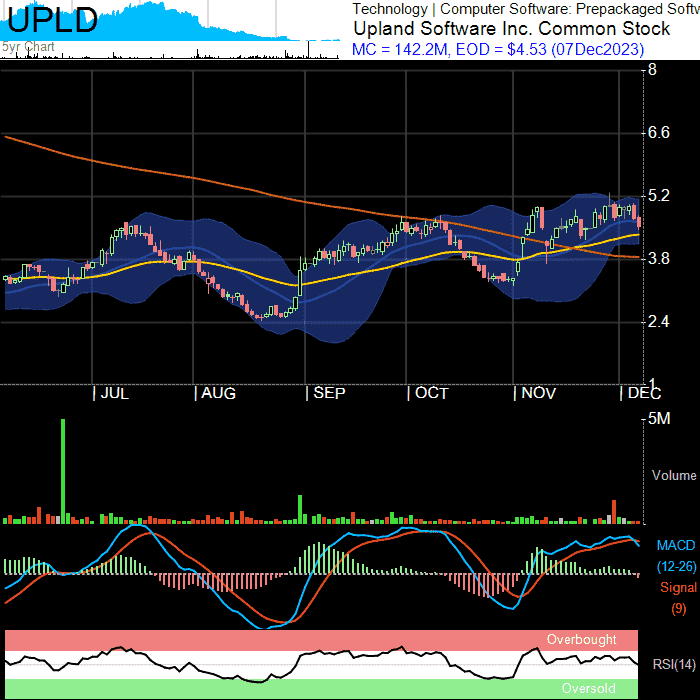 UPLD
5yr Chart
Technology | Computer Software: Prepackaged Softw
Upland Software Inc. Common Stock
MC = 142.2M, EOD = $4.53 (07Dec2023)
8
6.6
5.2
3.8
2.4
1
| JUL | AUG | SEP | OCT | NOV | DEC
5M
Volume
MACD
(12-26)
Signal
(9)
Overbought
RSI(14)
Oversold